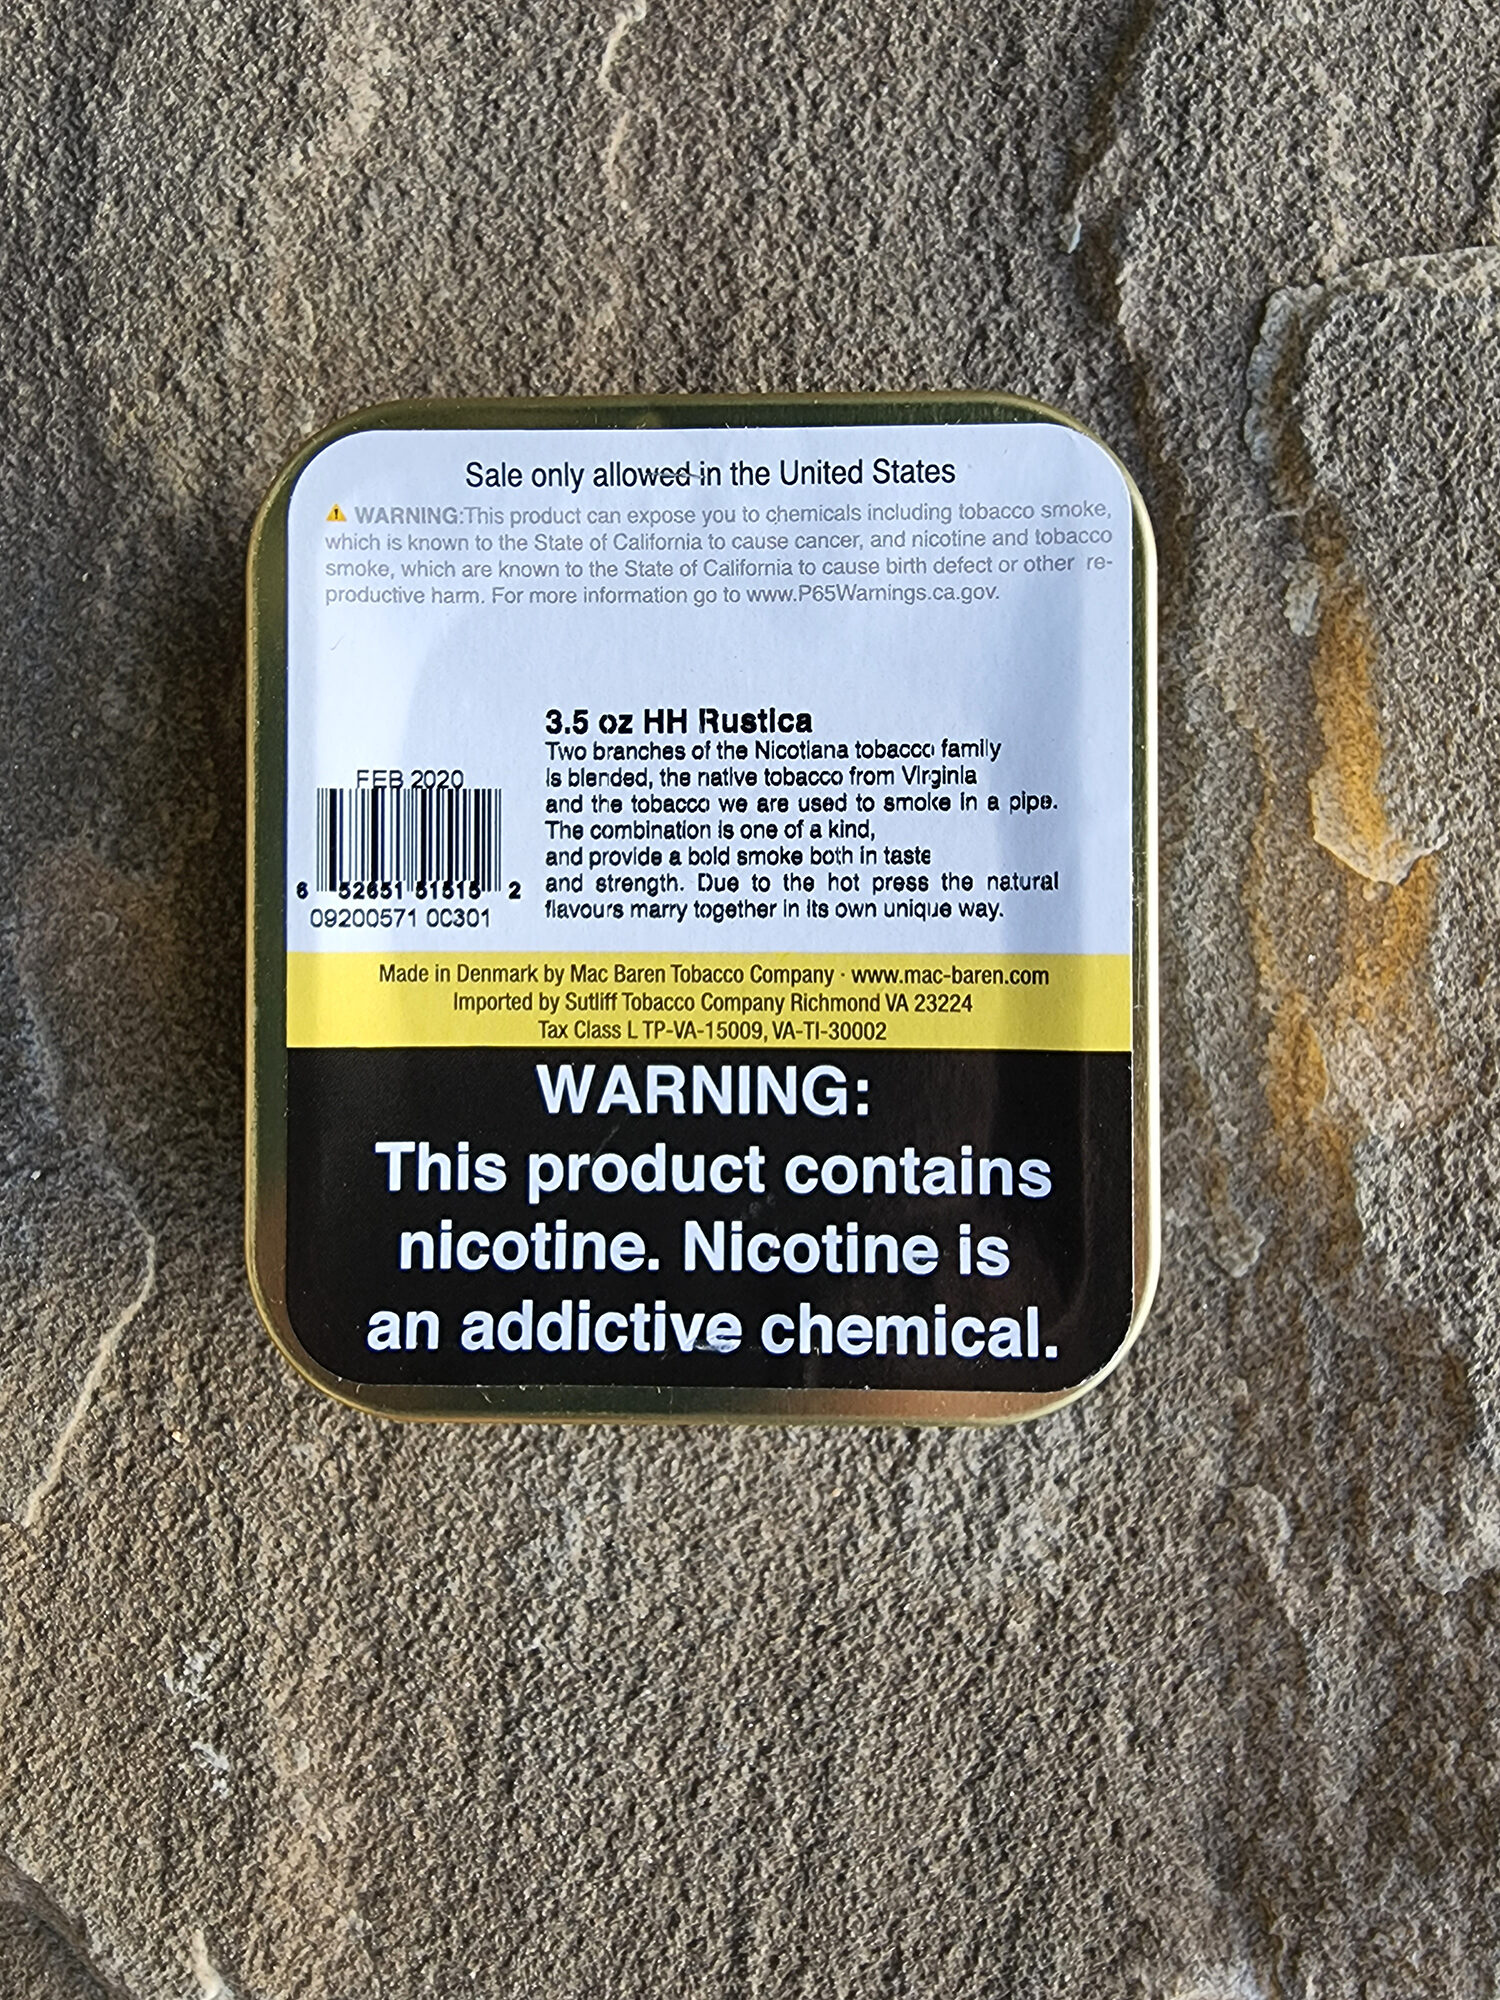 Sale only allowed in the United States
⚠ WARNING:This product can expose you to chemicals including tobacco smoke,
which is known to the State of California to cause cancer, and nicotine and tobacco
smoke, which are known to the State of California to cause birth defect or other re-
productive harm. For more information go to www.P65Warnings.ca.gov.
3.5 oz HH Rustica
Two branches of the Nicotiana tobacco family
is blended, the native tobacco from Virginia
and the tobacco we are used to smoke in a pipe.
The combination is one of a kind,
and provide a bold smoke both in taste
and strength. Due to the hot press the natural
flavours marry together in its own unique way.
FEB 2020
6 52651 51515 2
09200571 0C301
Made in Denmark by Mac Baren Tobacco Company · www.mac-baren.com
Imported by Sutliff Tobacco Company Richmond VA 23224
Tax Class L TP-VA-15009, VA-TI-30002
WARNING:
This product contains
nicotine. Nicotine is
an addictive chemical.